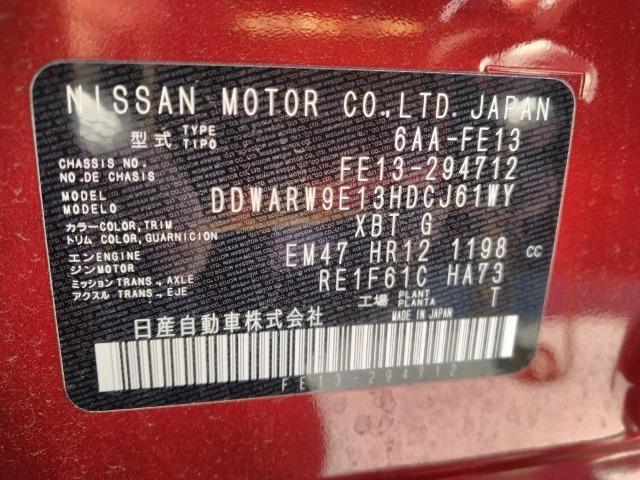 NISSAN MOTOR CO.,LTD. JAPAN
型式 TYPE TIPO 6AA-FE13
CHASSIS NO. NO.DE CHASSIS FE13-294712
MODEL MODELO DDWARW9E13HDCJ61WY
カラー COLOR,TRIM トリム COLOR,GUARNICION XBT G
エンジン ENGINE MOTOR EM47 HR12 1198 cc
ミッション TRANS.,AXLE アクスル TRANS.,EJE RE1F61C HA73
工場 PLANT PLANTA T
日産自動車株式会社 MADE IN JAPAN
FE13-294712